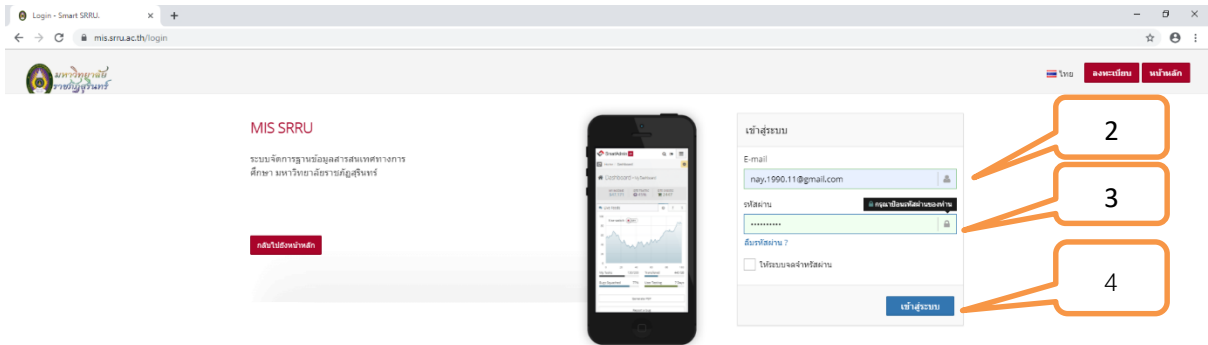 Login - Smart SRRU.
mis.srru.ac.th/login
มหาวิทยาลัย
ราชภัฏสุรินทร์
ไทย
ลงทะเบียน
หน้าหลัก
MIS SRRU
ระบบจัดการฐานข้อมูลสารสนเทศทางการ
ศึกษา มหาวิทยาลัยราชภัฏสุรินทร์
กลับไปยังหน้าหลัก
SmartAdmin
Dashboard
เข้าสู่ระบบ
E-mail
nay.1990.11@gmail.com
รหัสผ่าน
กรุณาป้อนรหัสผ่านของท่าน
ลืมรหัสผ่าน ?
ให้ระบบจดจำรหัสผ่าน
เข้าสู่ระบบ
2
3
4